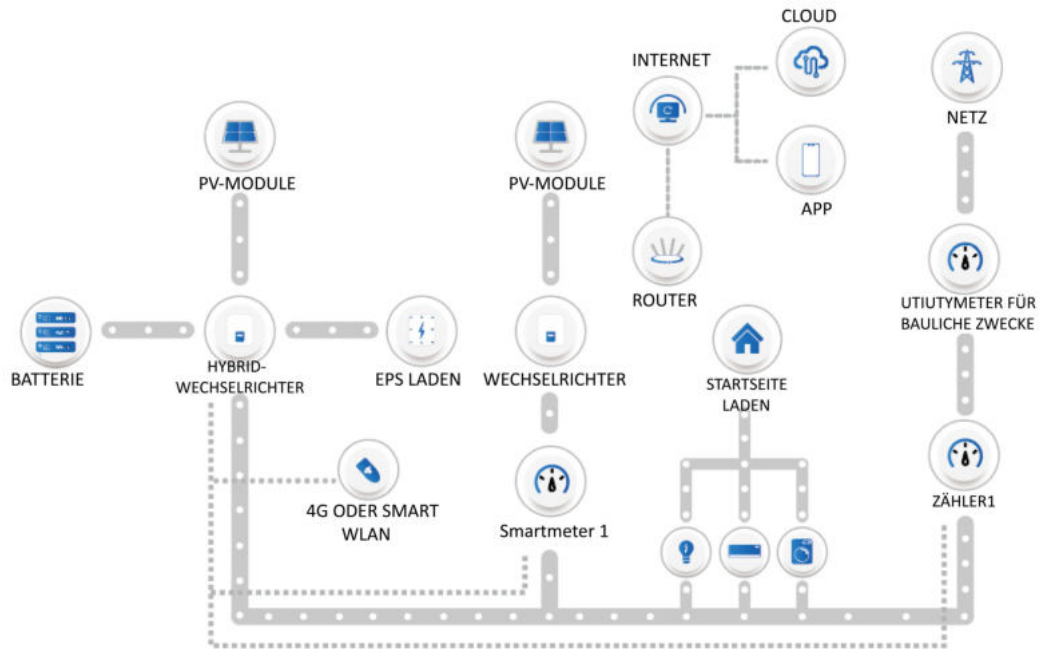 CLOUD
INTERNET
NETZ
PV-MODULE
PV-MODULE
APP
ROUTER
UTIUTYMETER FÜR
BAULICHE ZWECKE
BATTERIE
HYBRID-
WECHSELRICHTER
EPS LADEN
WECHSELRICHTER
STARTSEITE
LADEN
4G ODER SMART
WLAN
Smartmeter 1
ZÄHLER1